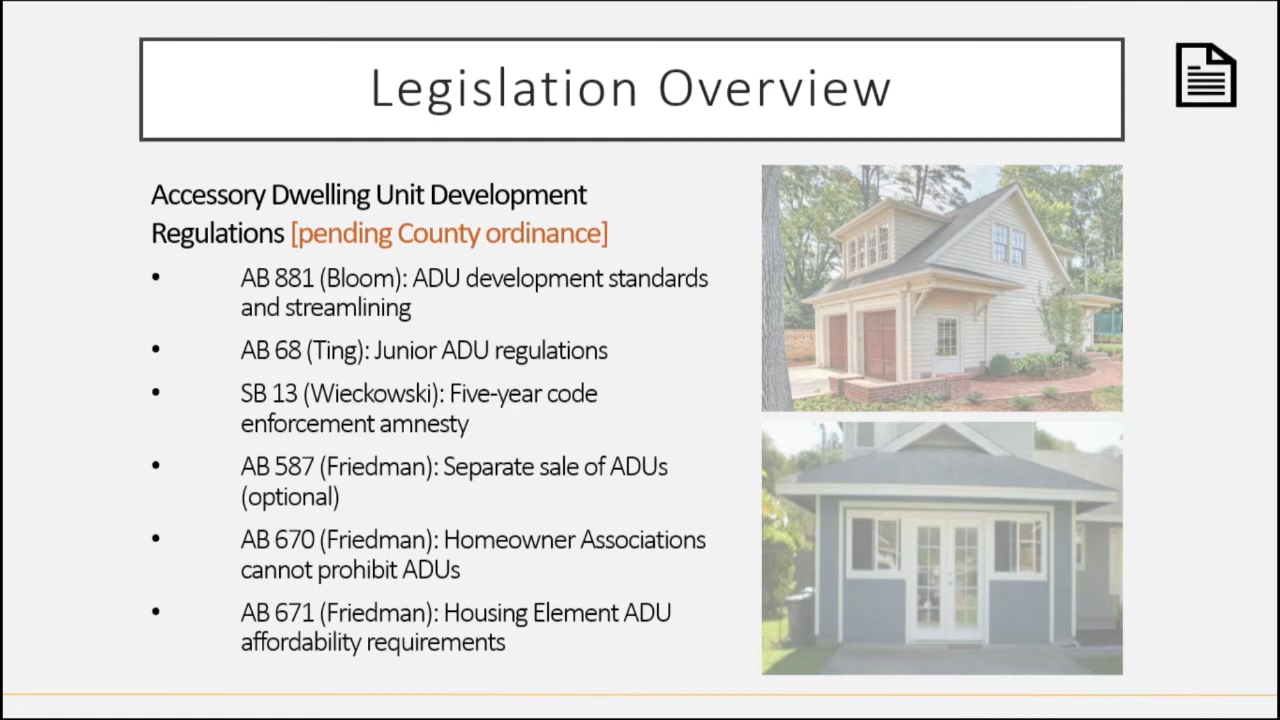 Legislation Overview
Accessory Dwelling Unit Development
Regulations [pending County ordinance]
• AB 881 (Bloom): ADU development standards
and streamlining
• AB 68 (Ting): Junior ADU regulations
• SB 13 (Wieckowski): Five-year code
enforcement amnesty
• AB 587 (Friedman): Separate sale of ADUs
(optional)
• AB 670 (Friedman): Homeowner Associations
cannot prohibit ADUs
• AB 671 (Friedman): Housing Element ADU
affordability requirements